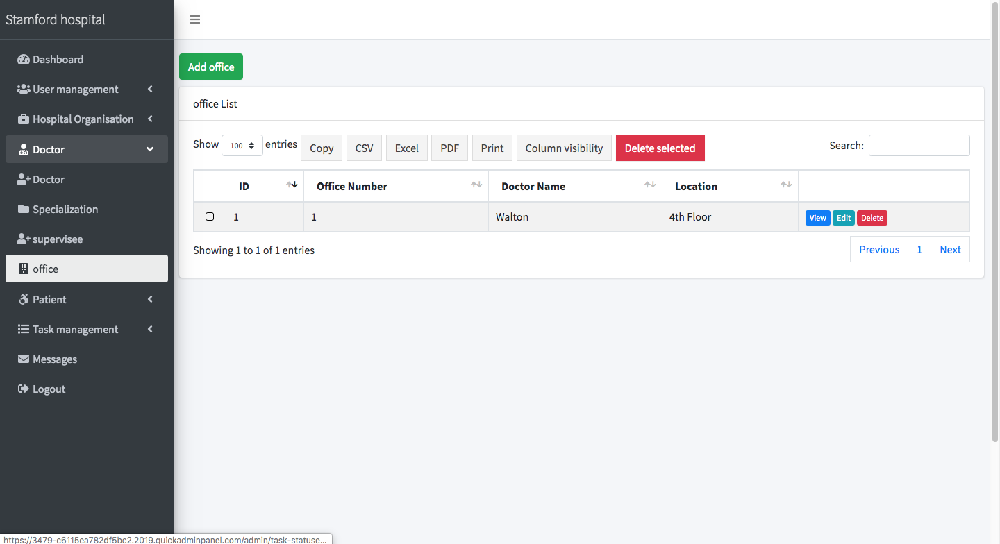 Stamford hospital
Dashboard
User management
Hospital Organisation
Doctor
Doctor
Specialization
supervisee
office
Patient
Task management
Messages
Logout
Add office
office List
Show 100 entries Copy CSV Excel PDF Print Column visibility Delete selected Search:
ID Office Number Doctor Name Location
1 1 Walton 4th Floor View Edit Delete
Showing 1 to 1 of 1 entries Previous 1 Next
https://3479-c6115ea782df5bc2.2019.quickadminpanel.com/admin/task-statuse...